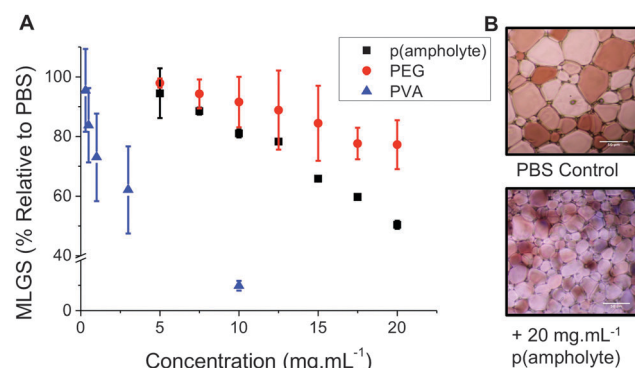 A
MLGS (% Relative to PBS)
100
80
60
40
0
0
5
10
15
20
Concentration (mg.mL⁻¹)
p(ampholyte)
PEG
PVA
B
PBS Control
+ 20 mg.mL⁻¹
p(ampholyte)